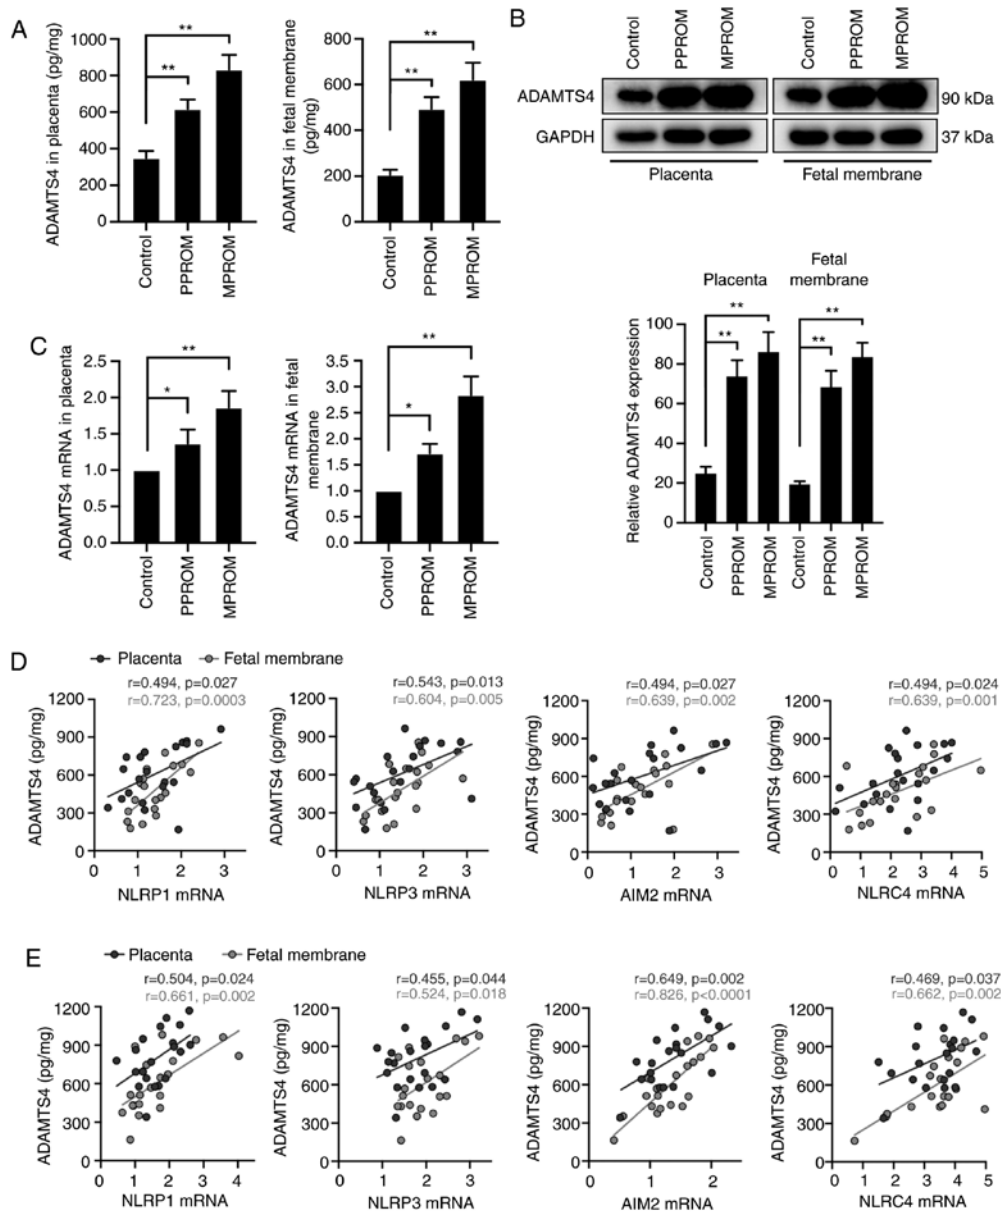 A
ADAMTS4 in placenta (pg/mg)
1000
800
600
400
200
0
**
**
Control
PPROM
MPROM
ADAMTS4 in fetal membrane
(pg/mg)
800
600
400
200
0
**
**
Control
PPROM
MPROM
B
Control
PPROM
MPROM
Control
PPROM
MPROM
ADAMTS4
90 kDa
GAPDH
37 kDa
Placenta
Fetal membrane
Placenta
Fetal
membrane
Relative ADAMTS4 expression
100
80
60
40
20
0
**
**
**
**
Control
PPROM
MPROM
Control
PPROM
MPROM
C
ADAMTS4 mRNA in placenta
2.5
2.0
1.5
1.0
0.5
0.0
**
*
Control
PPROM
MPROM
ADAMTS4 mRNA in fetal
membrane
3.5
3.0
2.5
2.0
1.5
1.0
0.5
0.0
**
*
Control
PPROM
MPROM
D
Placenta
Fetal membrane
r=0.494, p=0.027
r=0.723, p=0.0003
ADAMTS4 (pg/mg)
1200
900
600
300
0
0 1 2 3
NLRP1 mRNA
r=0.543, p=0.013
r=0.604, p=0.005
ADAMTS4 (pg/mg)
1200
900
600
300
0
0 1 2 3
NLRP3 mRNA
r=0.494, p=0.027
r=0.639, p=0.002
ADAMTS4 (pg/mg)
1200
900
600
300
0
0 1 2 3
AIM2 mRNA
r=0.494, p=0.024
r=0.639, p=0.001
ADAMTS4 (pg/mg)
1200
900
600
300
0
0 1 2 3 4 5
NLRC4 mRNA
E
Placenta
Fetal membrane
r=0.504, p=0.024
r=0.661, p=0.002
ADAMTS4 (pg/mg)
1200
900
600
300
0
0 1 2 3 4
NLRP1 mRNA
r=0.455, p=0.044
r=0.524, p=0.018
ADAMTS4 (pg/mg)
1200
900
600
300
0
0 1 2 3
NLRP3 mRNA
r=0.649, p=0.002
r=0.826, p<0.0001
ADAMTS4 (pg/mg)
1200
900
600
300
0
0 1 2
AIM2 mRNA
r=0.469, p=0.037
r=0.662, p=0.002
ADAMTS4 (pg/mg)
1200
900
600
300
0
0 1 2 3 4 5
NLRC4 mRNA